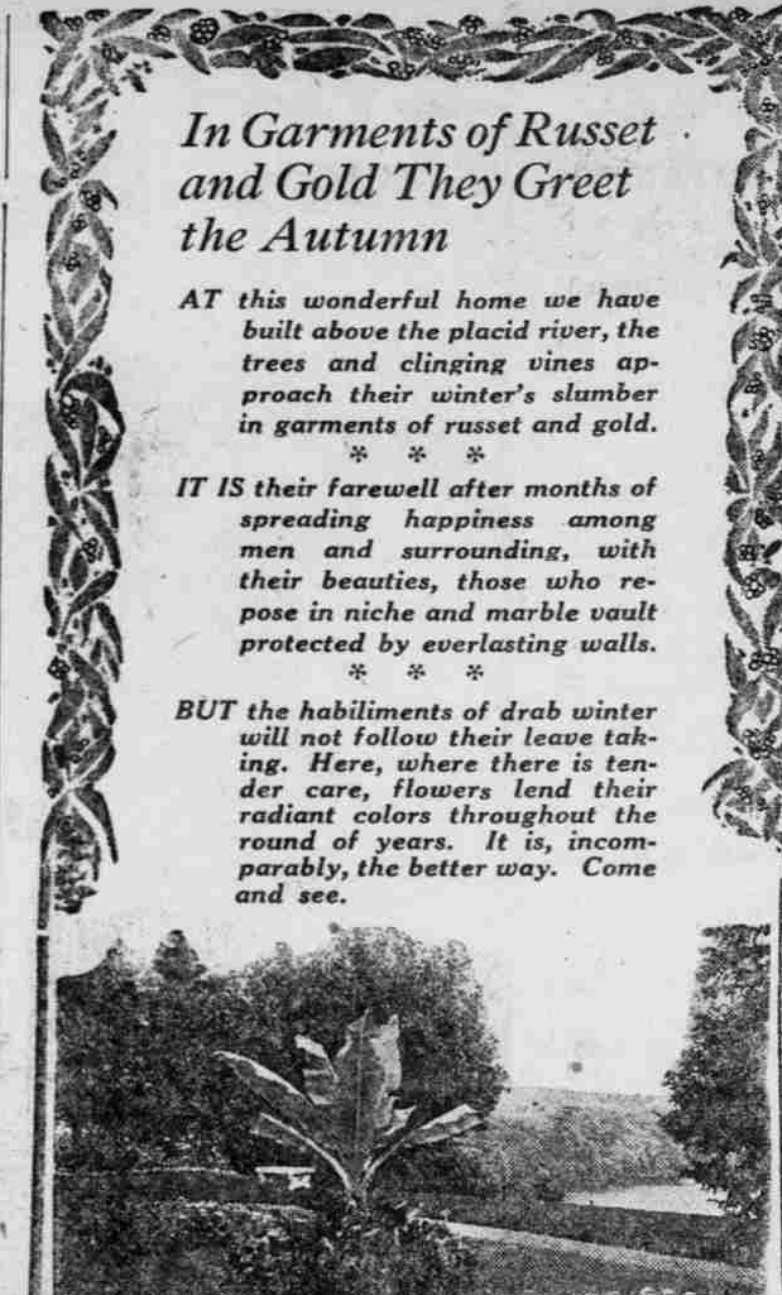 In Garments of Russet
and Gold They Greet
the Autumn
AT this wonderful home we have
built above the placid river, the
trees and clinging vines ap-
proach their winter's slumber
in garments of russet and gold.
* * *
IT IS their farewell after months of
spreading happiness among
men and surrounding, with
their beauties, those who re-
pose in niche and marble vault
protected by everlasting walls.
* * *
BUT the habiliments of drab winter
will not follow their leave tak-
ing. Here, where there is ten-
der care, flowers lend their
radiant colors throughout the
round of years. It is, incom-
parably, the better way. Come
and see.